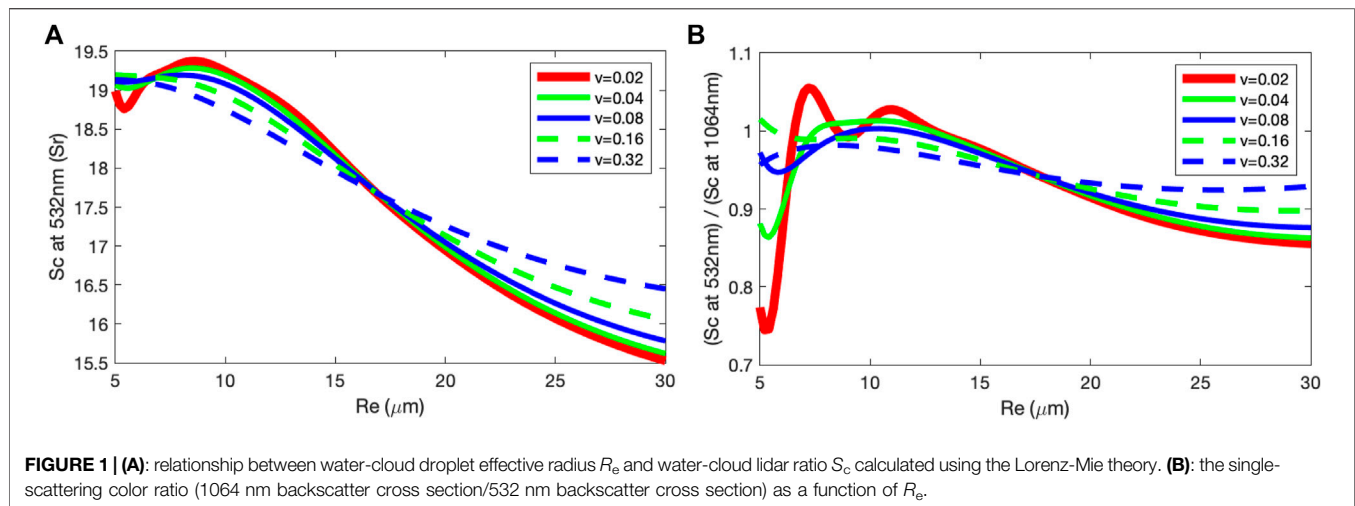 A
Sc at 532nm (Sr)
19.5
19
18.5
18
17.5
17
16.5
16
15.5
5 10 15 20 25 30
Re (μm)
v=0.02
v=0.04
v=0.08
v=0.16
v=0.32
B
(Sc at 532nm) / (Sc at 1064nm)
1.1
1
0.9
0.8
0.7
5 10 15 20 25 30
Re (μm)
v=0.02
v=0.04
v=0.08
v=0.16
v=0.32
FIGURE 1 | (A): relationship between water-cloud droplet effective radius Re and water-cloud lidar ratio Sc calculated using the Lorenz-Mie theory. (B): the single-
scattering color ratio (1064 nm backscatter cross section/532 nm backscatter cross section) as a function of Re.